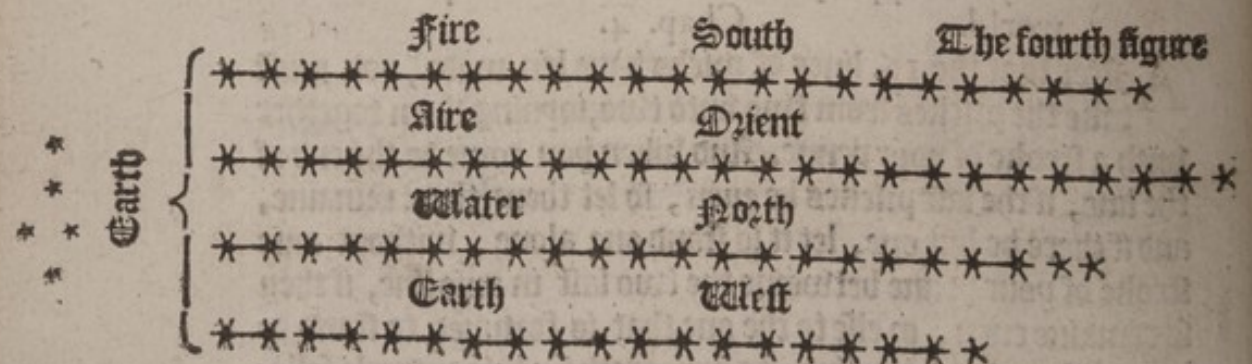 Fire South The fourth figure
Aire Orient
Earth
Water North
Earth West